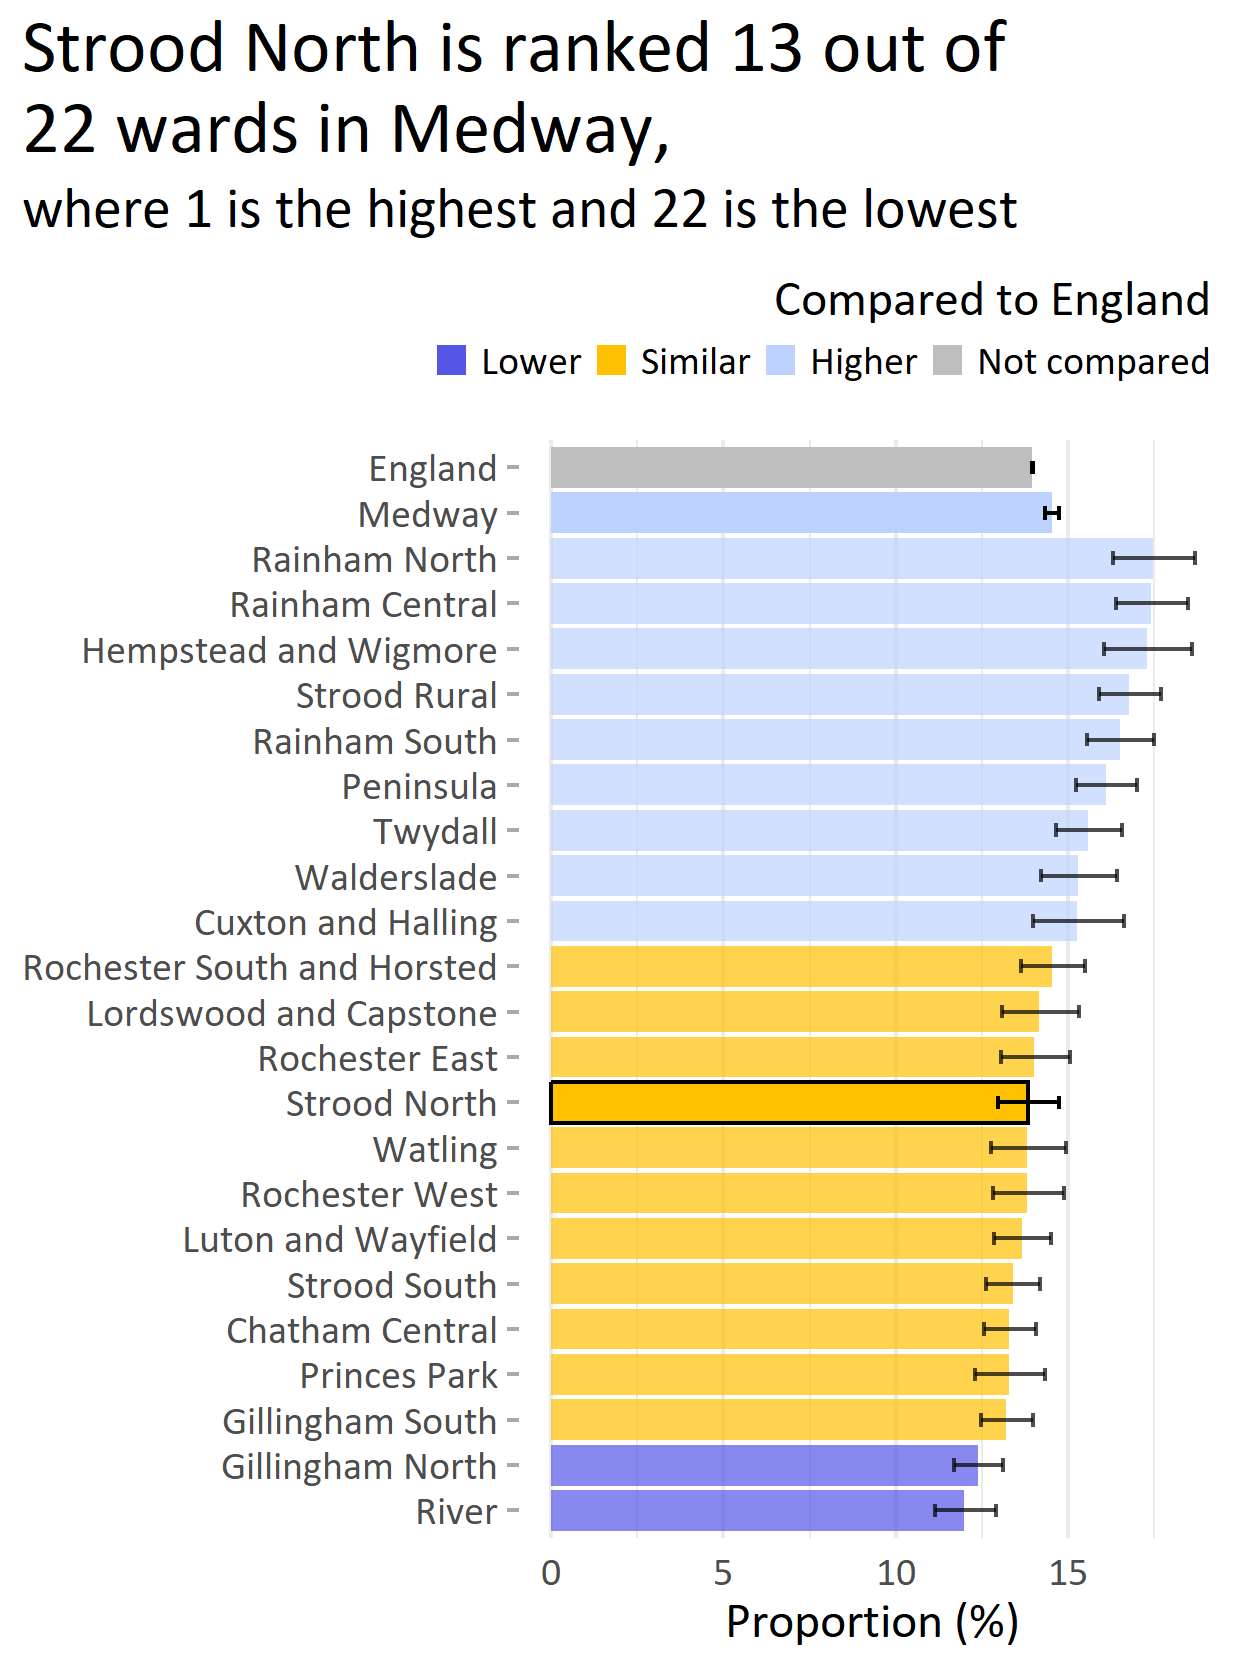 Strood North is ranked 13 out of
22 wards in Medway,
where 1 is the highest and 22 is the lowest
Compared to England
Lower Similar Higher Not compared
England
Medway
Rainham North
Rainham Central
Hempstead and Wigmore
Strood Rural
Rainham South
Peninsula
Twydall
Walderslade
Cuxton and Halling
Rochester South and Horsted
Lordswood and Capstone
Rochester East
Strood North
Watling
Rochester West
Luton and Wayfield
Strood South
Chatham Central
Princes Park
Gillingham South
Gillingham North
River
0 5 10 15
Proportion (%)